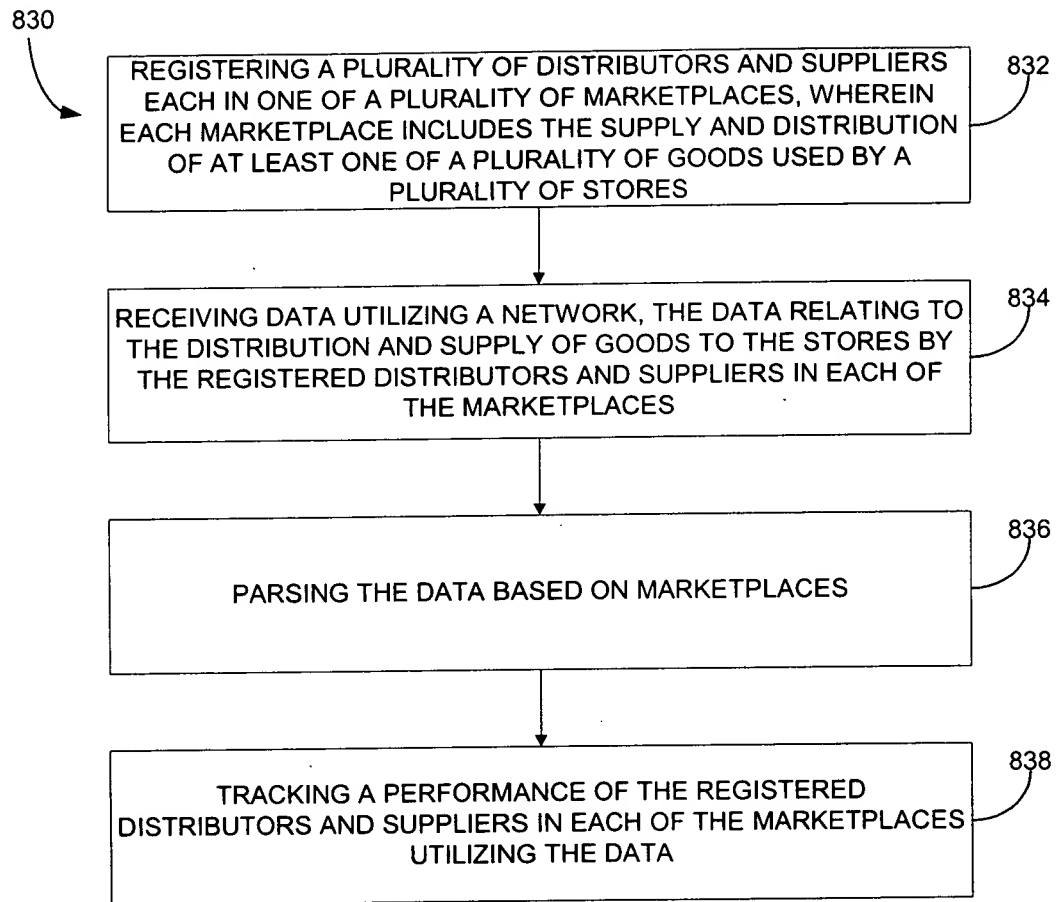 830
REGISTERING A PLURALITY OF DISTRIBUTORS AND SUPPLIERS
EACH IN ONE OF A PLURALITY OF MARKETPLACES, WHEREIN
EACH MARKETPLACE INCLUDES THE SUPPLY AND DISTRIBUTION
OF AT LEAST ONE OF A PLURALITY OF GOODS USED BY A
PLURALITY OF STORES
832
RECEIVING DATA UTILIZING A NETWORK, THE DATA RELATING TO
THE DISTRIBUTION AND SUPPLY OF GOODS TO THE STORES BY
THE REGISTERED DISTRIBUTORS AND SUPPLIERS IN EACH OF
THE MARKETPLACES
834
PARSING THE DATA BASED ON MARKETPLACES
836
TRACKING A PERFORMANCE OF THE REGISTERED
DISTRIBUTORS AND SUPPLIERS IN EACH OF THE MARKETPLACES
UTILIZING THE DATA
838